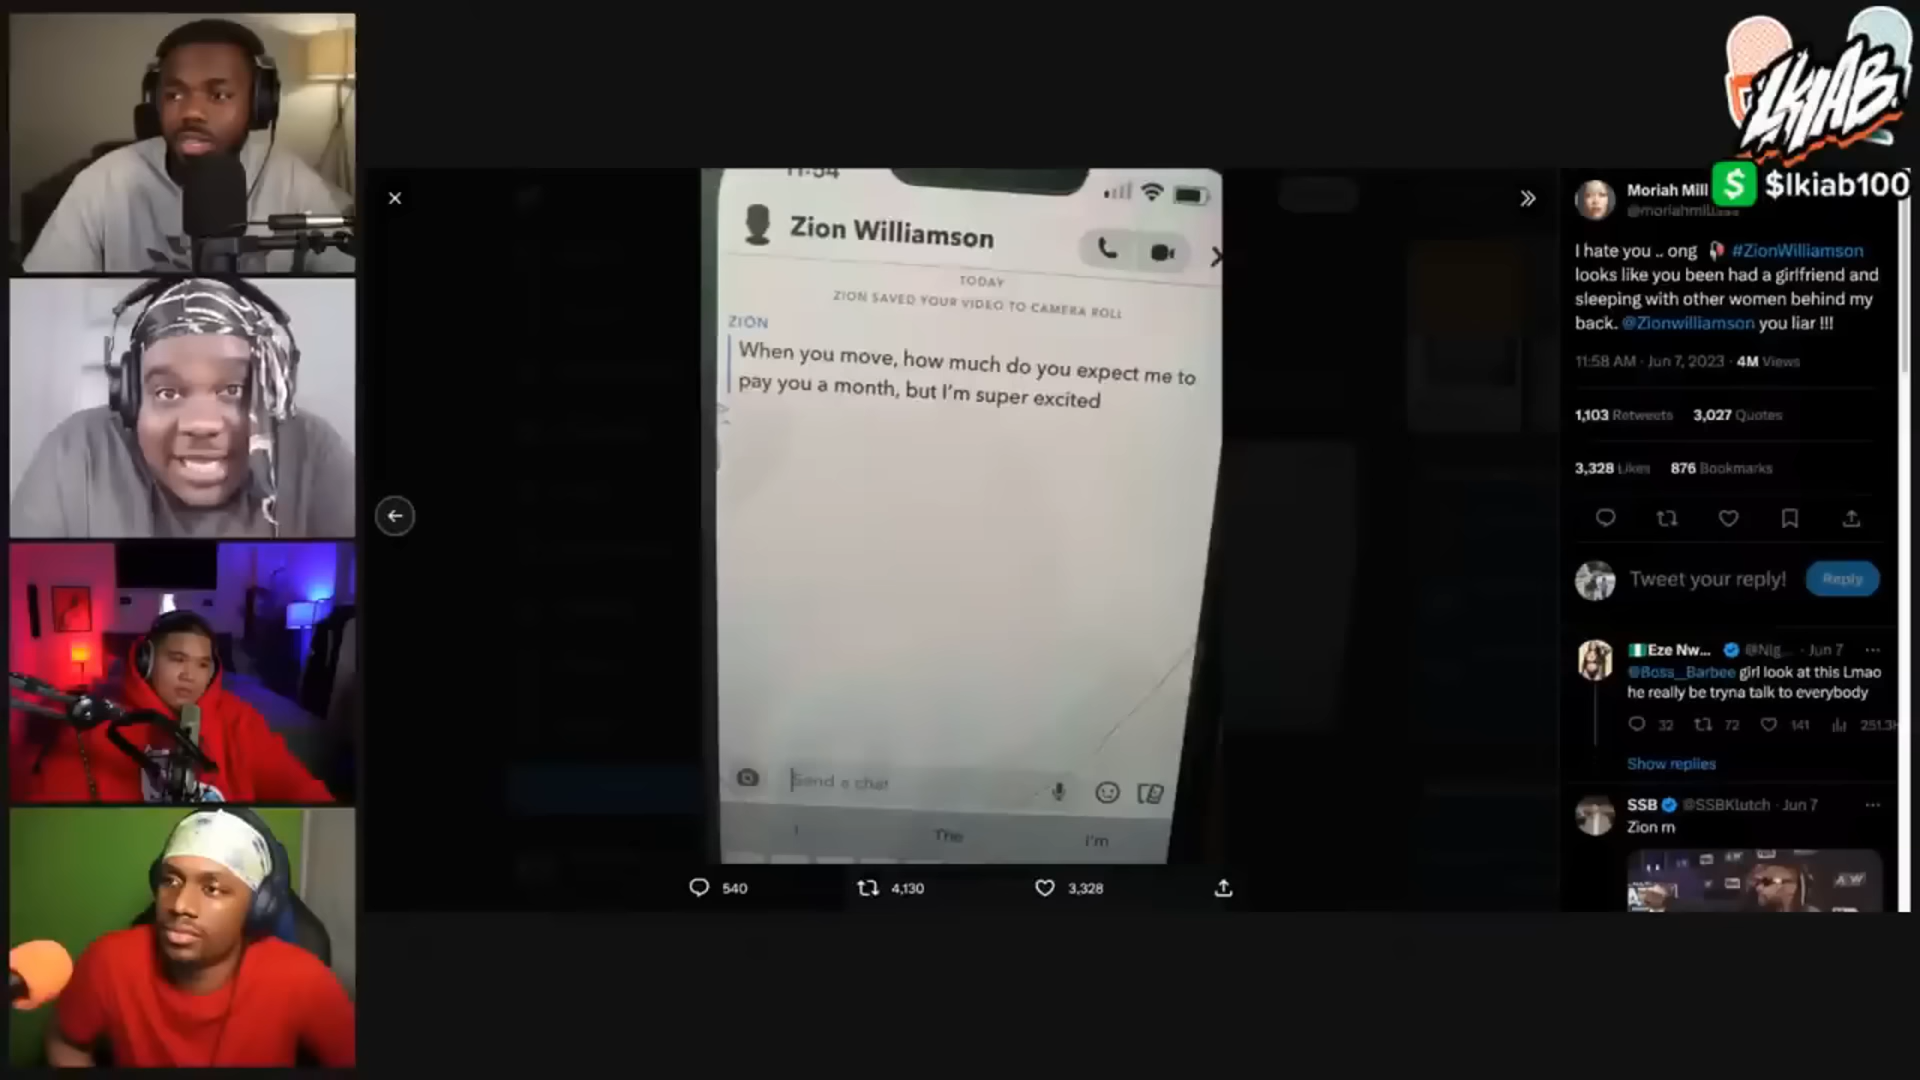 LKIAB
$lkiab100
11:54
Zion Williamson
TODAY
ZION SAVED YOUR VIDEO TO CAMERA ROLL
ZION
When you move, how much do you expect me to
pay you a month, but I'm super excited
Send a chat
I
The
I'm
540
4,130
3,328
Moriah Mill
I hate you .. ong #ZionWilliamson
looks like you been had a girlfriend and
sleeping with other women behind my
back. @Zionwilliamson you liar !!!
11:58 AM · Jun 7, 2023 · 4M Views
1,103 Retweets 3,027 Quotes
3,328 Likes 876 Bookmarks
Tweet your reply!
Reply
Eze Nw... @Nig... · Jun 7
@Boss_Barbee girl look at this Lmao
he really be tryna talk to everybody
32 72 141
Show replies
SSB @SSBKlutch · Jun 7
Zion rn